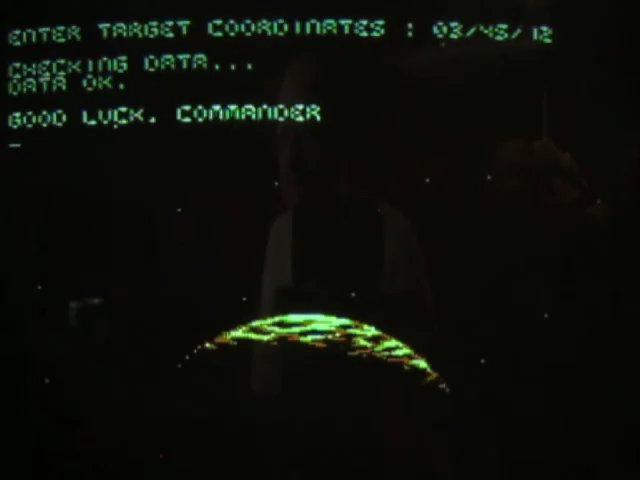 ENTER TARGET COORDINATES : 03/45/12
CHECKING DATA...
DATA OK.
GOOD LUCK, COMMANDER